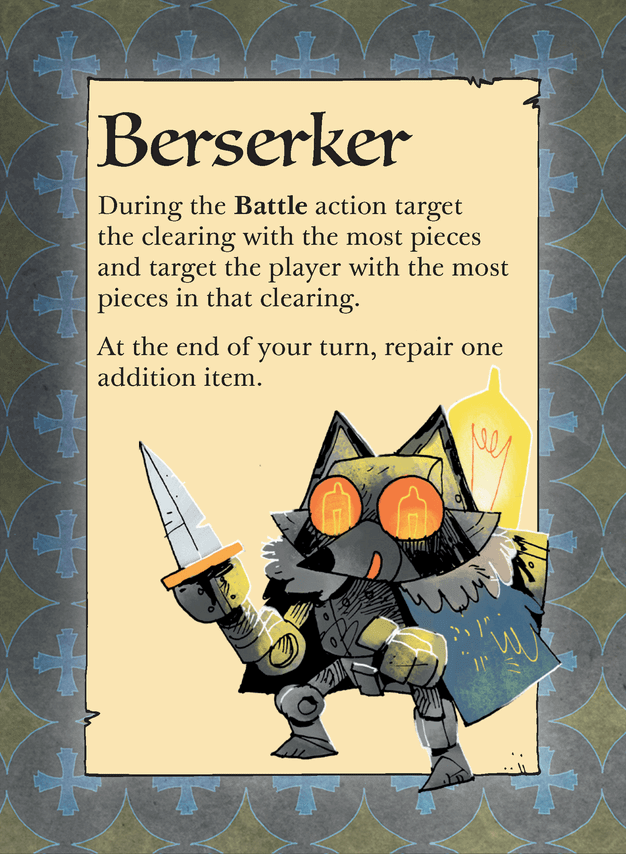 Berserker
During the Battle action target
the clearing with the most pieces
and target the player with the most
pieces in that clearing.
At the end of your turn, repair one
addition item.